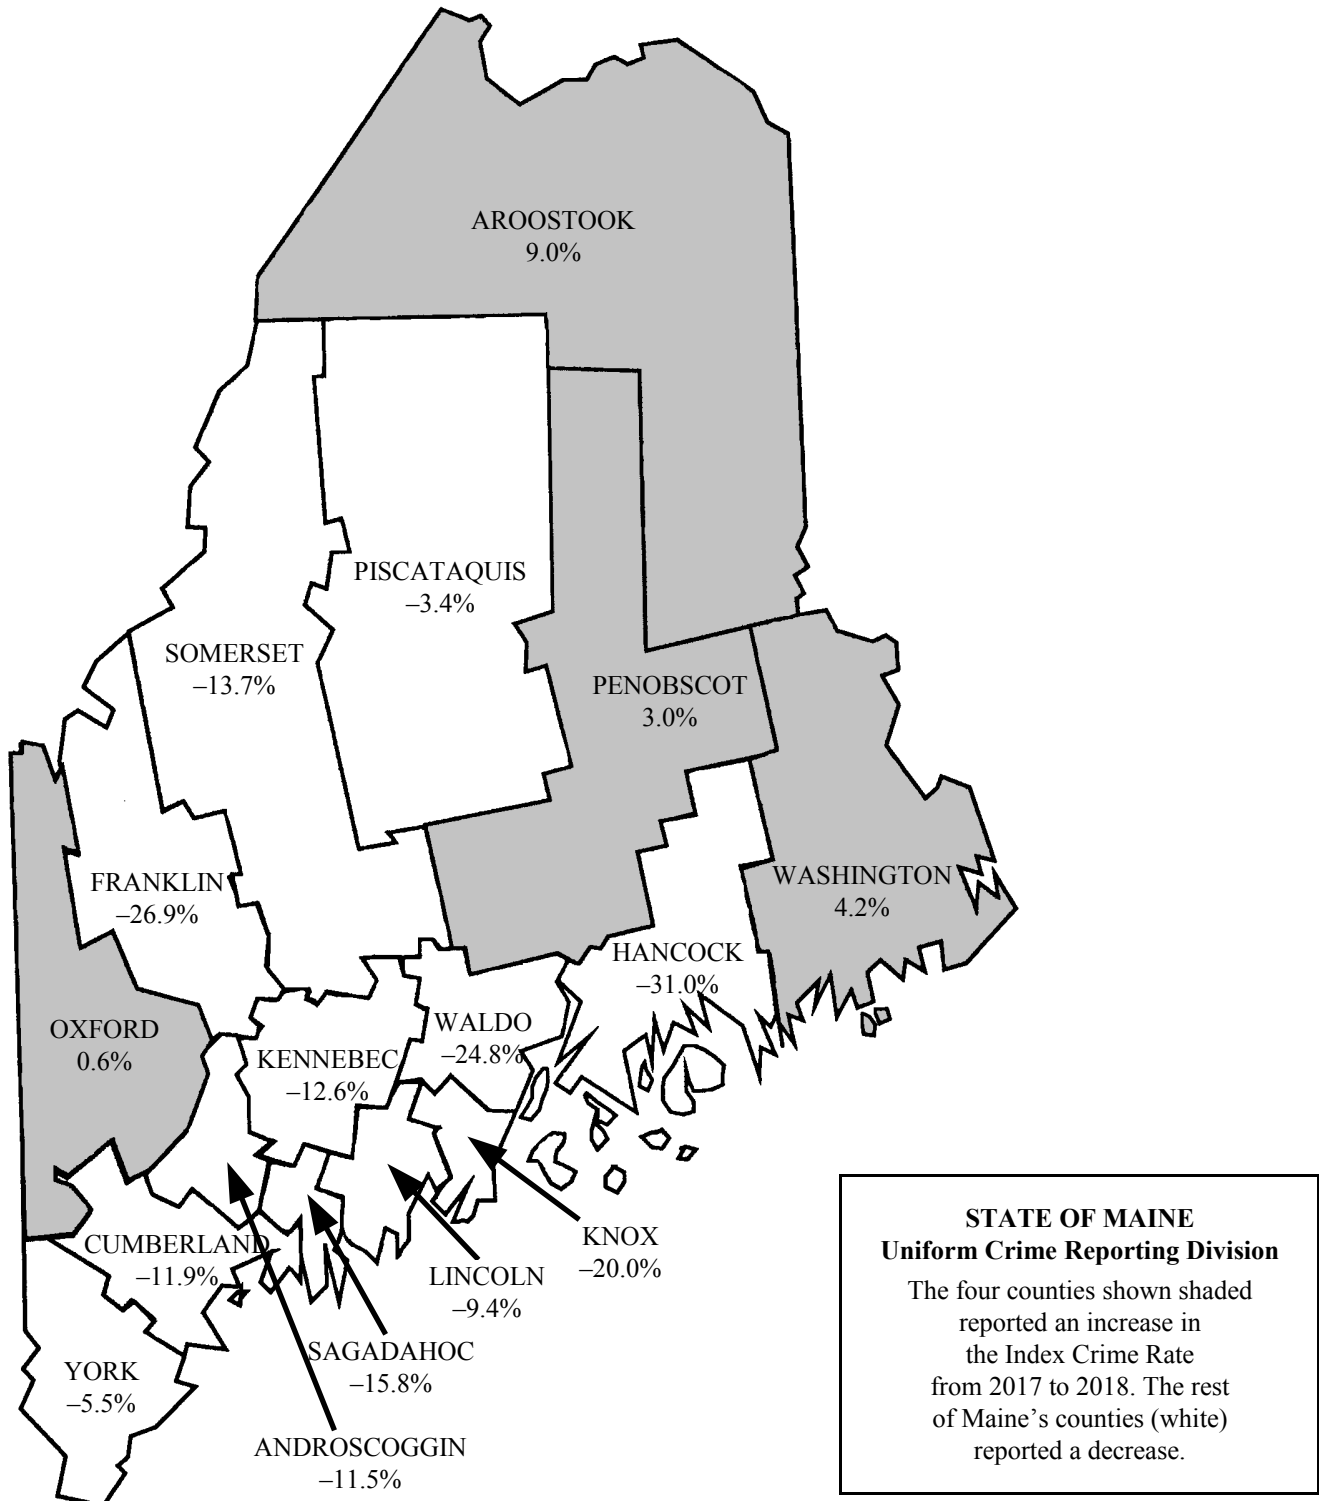 AROOSTOOK
9.0%
PISCATAQUIS
–3.4%
SOMERSET
–13.7%
PENOBSCOT
3.0%
FRANKLIN
–26.9%
WASHINGTON
4.2%
HANCOCK
–31.0%
OXFORD
0.6%
WALDO
–24.8%
KENNEBEC
–12.6%
KNOX
–20.0%
CUMBERLAND
–11.9%
LINCOLN
–9.4%
SAGADAHOC
–15.8%
YORK
–5.5%
ANDROSCOGGIN
–11.5%
STATE OF MAINE
Uniform Crime Reporting Division
The four counties shown shaded
reported an increase in
the Index Crime Rate
from 2017 to 2018. The rest
of Maine’s counties (white)
reported a decrease.